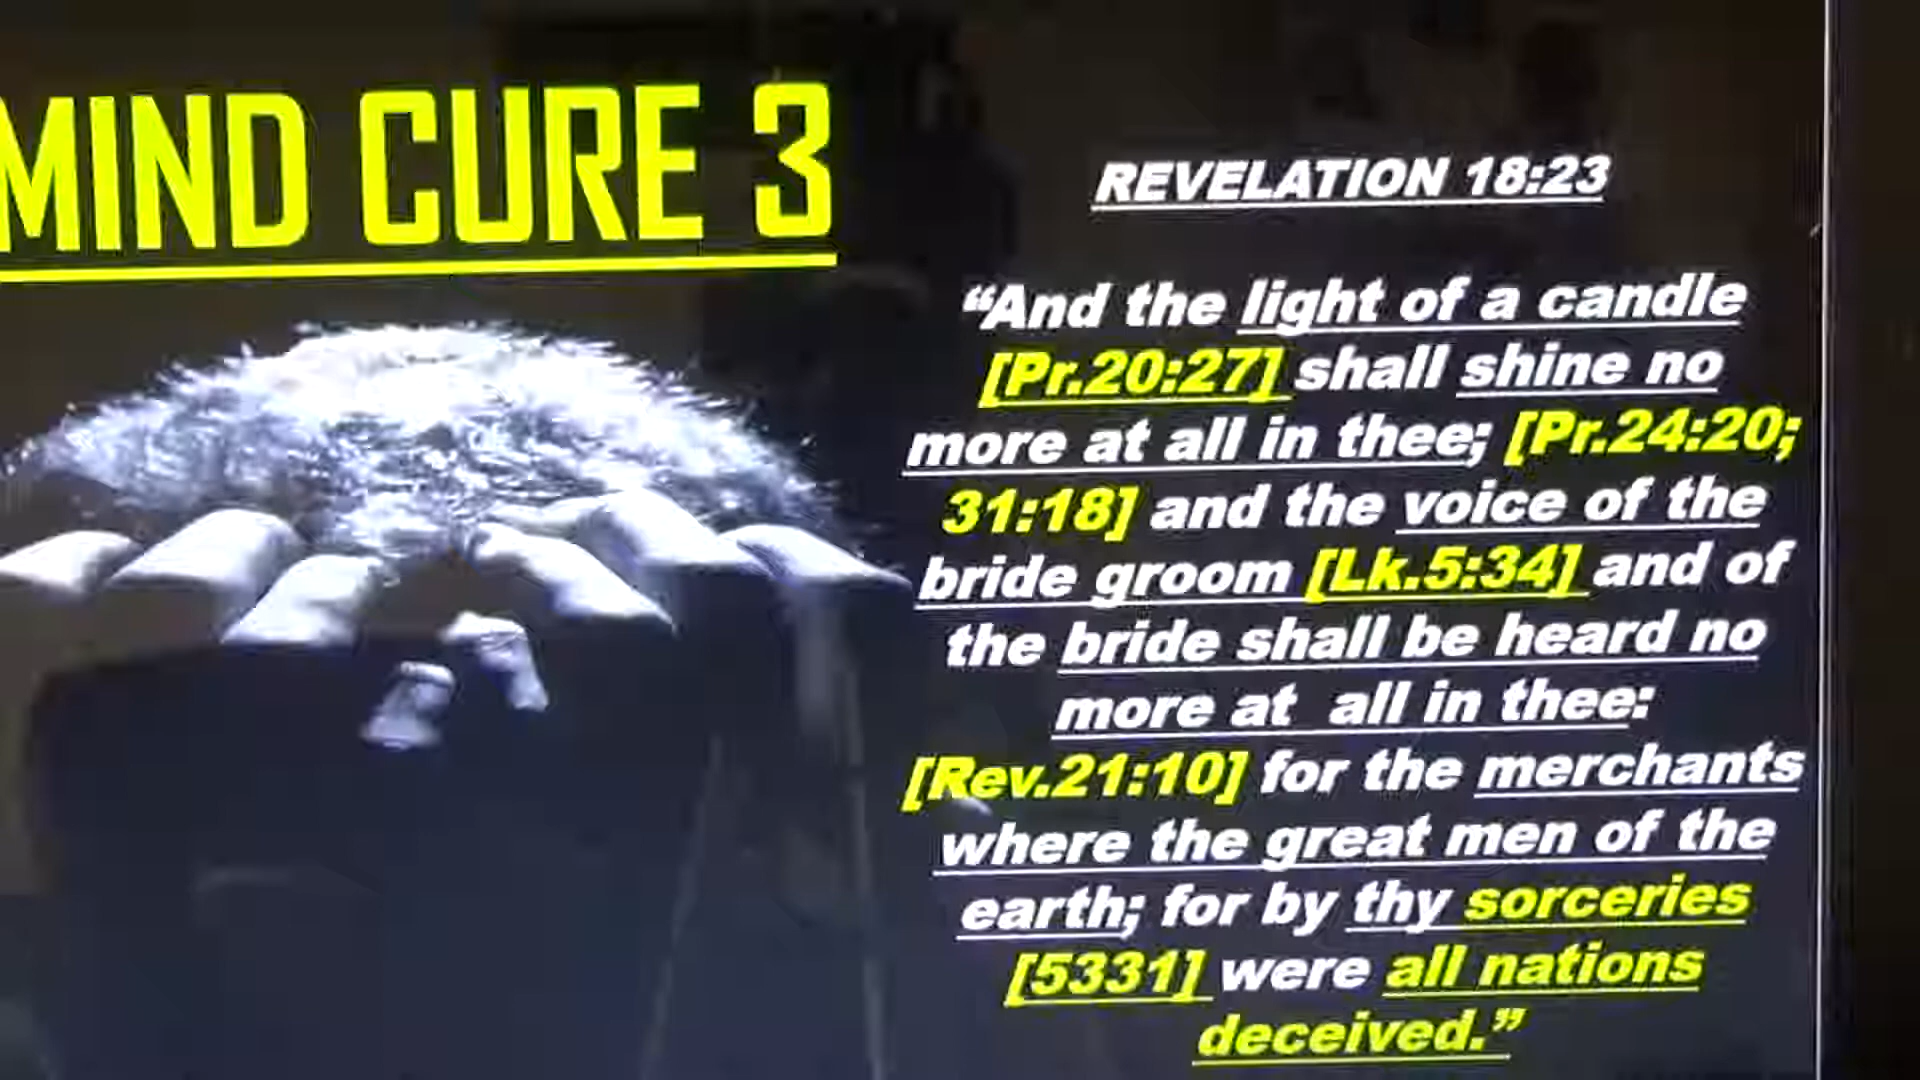 MIND CURE 3
REVELATION 18:23
“And the light of a candle
[Pr.20:27] shall shine no
more at all in thee; [Pr.24:20;
31:18] and the voice of the
bride groom [Lk.5:34] and of
the bride shall be heard no
more at all in thee:
[Rev.21:10] for the merchants
where the great men of the
earth; for by thy sorceries
[5331] were all nations
deceived.”